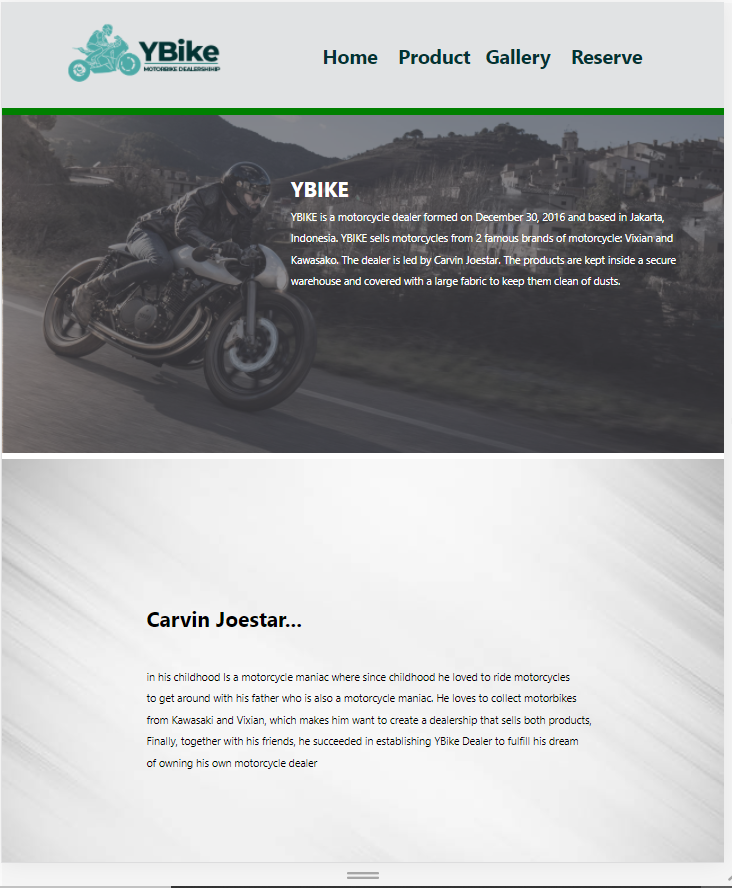 YBike
MOTORBIKE DEALERSHIP
Home Product Gallery Reserve
YBIKE
YBIKE is a motorcycle dealer formed on December 30, 2016 and based in Jakarta,
Indonesia. YBIKE sells motorcycles from 2 famous brands of motorcycle: Vixian and
Kawasako. The dealer is led by Carvin Joestar. The products are kept inside a secure
warehouse and covered with a large fabric to keep them clean of dusts.
Carvin Joestar...
in his childhood Is a motorcycle maniac where since childhood he loved to ride motorcycles
to get around with his father who is also a motorcycle maniac. He loves to collect motorbikes
from Kawasaki and Vixian, which makes him want to create a dealership that sells both products,
Finally, together with his friends, he succeeded in establishing YBike Dealer to fulfill his dream
of owning his own motorcycle dealer